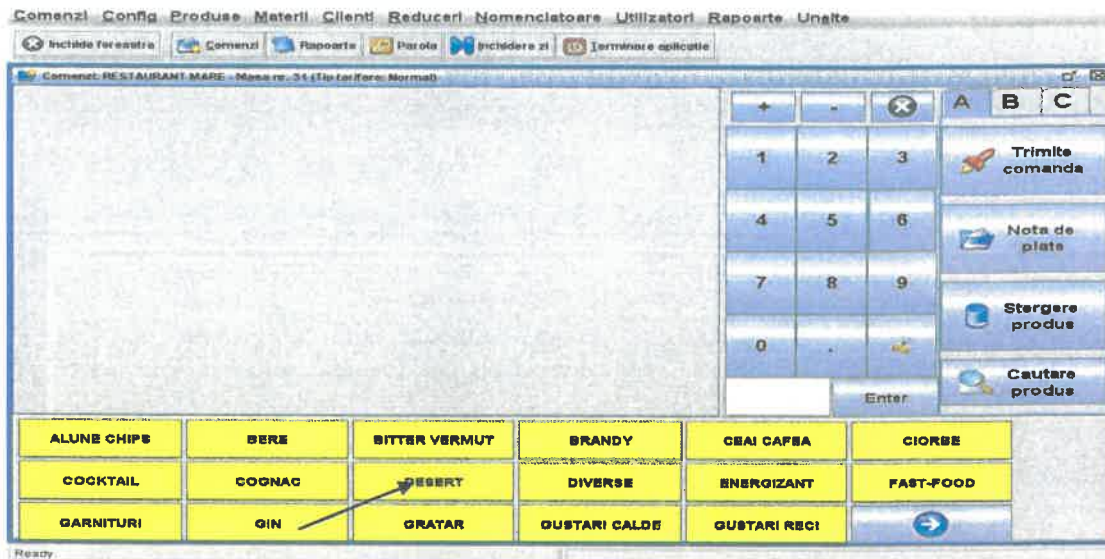 Comenzi Config Produse Materii Clienti Reduceri Nomenclatoare Utilizatori Rapoarte Unelte
Inchide fereastra Comenzi Rapoarte Parola Inchidere zi Terminare aplicatie
Comenzi: RESTAURANT MARE - Masa nr. 31 (Tip tarifare: Normal)
+ - A B C
1 2 3 Trimite comanda
4 5 6 Nota de plata
7 8 9 Stergere produs
0 . Cautare produs
Enter
ALUNE CHIPS BERE BITTER VERMUT BRANDY CEAI CAFEA CIORBE
COCKTAIL COGNAC DESERT DIVERSE ENERGIZANT FAST-FOOD
GARNITURI GIN GRATAR GUSTARI CALDE GUSTARI RECI
Ready